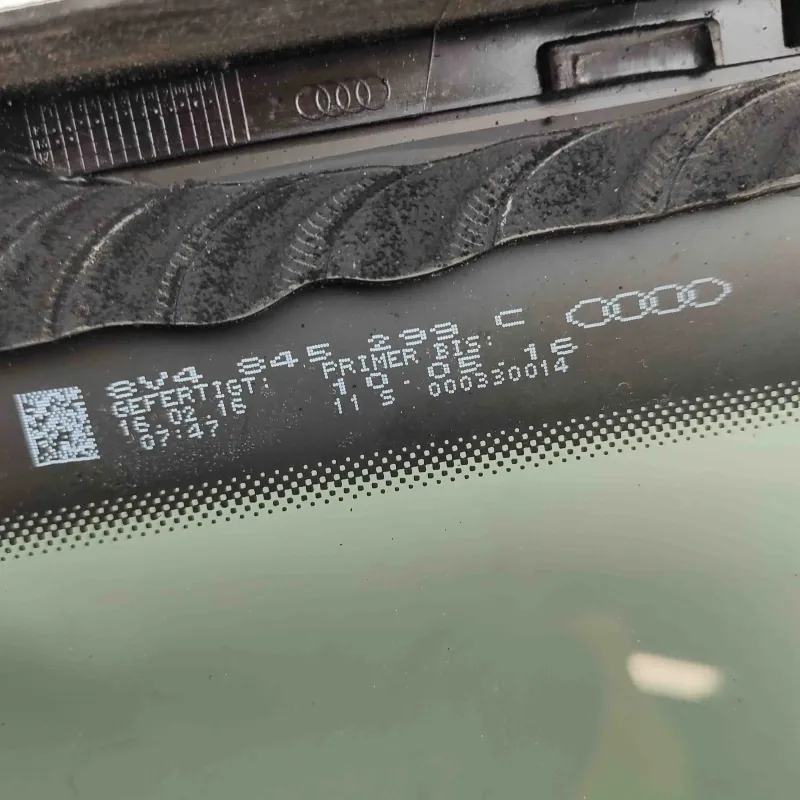 8V4 845 299 C
GEFERTIGT: PRIMER BIS:
16.02.16 10.05.16
07:47 11 S 000330014